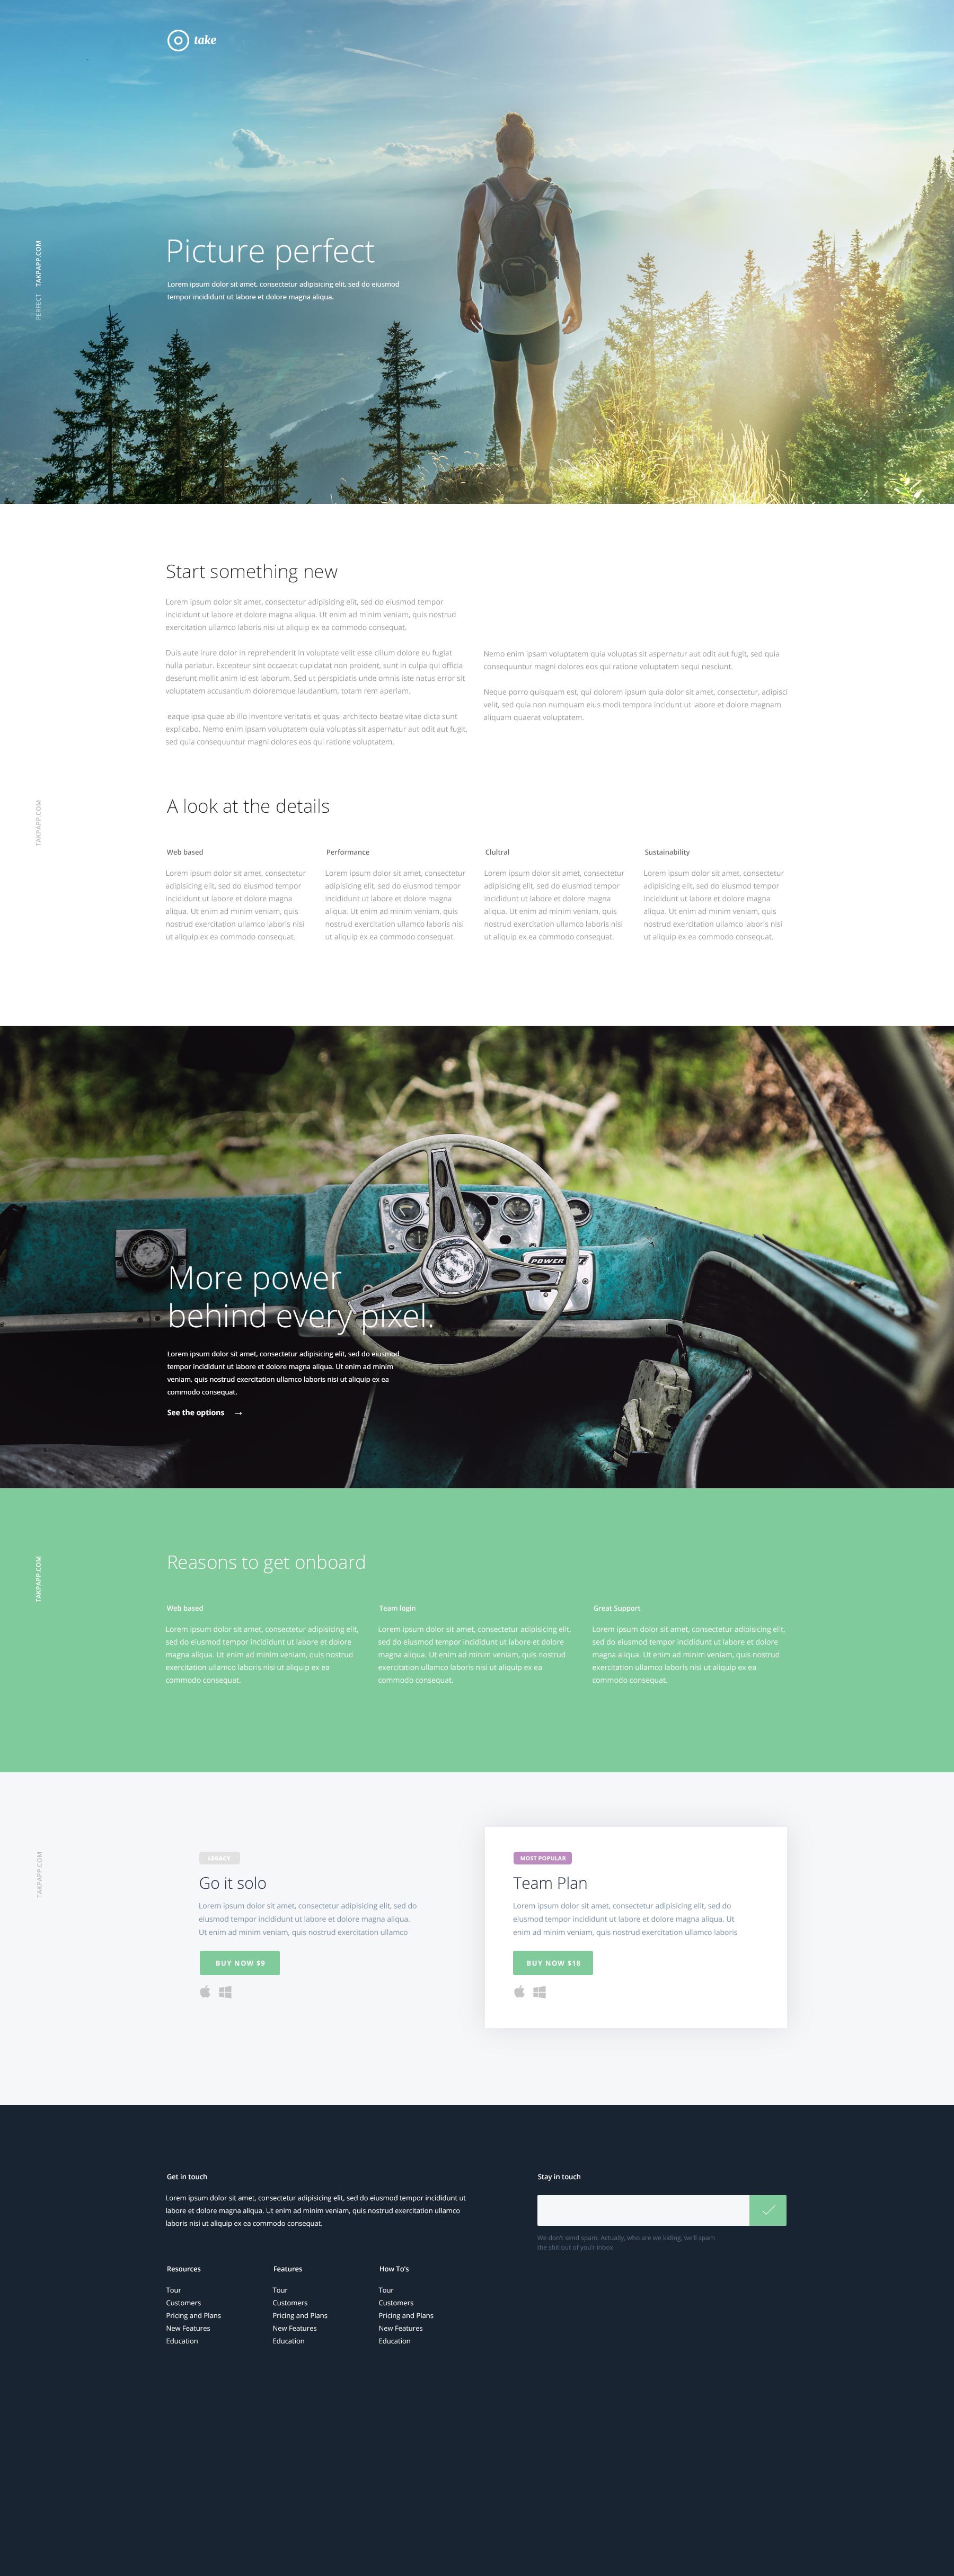 take
Picture perfect
Lorem ipsum dolor sit amet, consectetur adipisicing elit, sed do eiusmod
tempor incididunt ut labore et dolore magna aliqua.
PERFECT TAKPAPP.COM
Start something new
Lorem ipsum dolor sit amet, consectetur adipisicing elit, sed do eiusmod tempor
incididunt ut labore et dolore magna aliqua. Ut enim ad minim veniam, quis nostrud
exercitation ullamco laboris nisi ut aliquip ex ea commodo consequat.
Duis aute irure dolor in reprehenderit in voluptate velit esse cillum dolore eu fugiat
nulla pariatur. Excepteur sint occaecat cupidatat non proident, sunt in culpa qui officia
deserunt mollit anim id est laborum. Sed ut perspiciatis unde omnis iste natus error sit
voluptatem accusantium doloremque laudantium, totam rem aperiam.
eaque ipsa quae ab illo inventore veritatis et quasi architecto beatae vitae dicta sunt
explicabo. Nemo enim ipsam voluptatem quia voluptas sit aspernatur aut odit aut fugit,
sed quia consequuntur magni dolores eos qui ratione voluptatem.
Nemo enim ipsam voluptatem quia voluptas sit aspernatur aut odit aut fugit, sed quia
consequuntur magni dolores eos qui ratione voluptatem sequi nesciunt.
Neque porro quisquam est, qui dolorem ipsum quia dolor sit amet, consectetur, adipisci
velit, sed quia non numquam eius modi tempora incidunt ut labore et dolore magnam
aliquam quaerat voluptatem.
TAKPAPP.COM
A look at the details
Web based
Lorem ipsum dolor sit amet, consectetur
adipisicing elit, sed do eiusmod tempor
incididunt ut labore et dolore magna
aliqua. Ut enim ad minim veniam, quis
nostrud exercitation ullamco laboris nisi
ut aliquip ex ea commodo consequat.
Performance
Lorem ipsum dolor sit amet, consectetur
adipisicing elit, sed do eiusmod tempor
incididunt ut labore et dolore magna
aliqua. Ut enim ad minim veniam, quis
nostrud exercitation ullamco laboris nisi
ut aliquip ex ea commodo consequat.
Clultral
Lorem ipsum dolor sit amet, consectetur
adipisicing elit, sed do eiusmod tempor
incididunt ut labore et dolore magna
aliqua. Ut enim ad minim veniam, quis
nostrud exercitation ullamco laboris nisi
ut aliquip ex ea commodo consequat.
Sustainability
Lorem ipsum dolor sit amet, consectetur
adipisicing elit, sed do eiusmod tempor
incididunt ut labore et dolore magna
aliqua. Ut enim ad minim veniam, quis
nostrud exercitation ullamco laboris nisi
ut aliquip ex ea commodo consequat.
More power
behind every pixel.
Lorem ipsum dolor sit amet, consectetur adipisicing elit, sed do eiusmod
tempor incididunt ut labore et dolore magna aliqua. Ut enim ad minim
veniam, quis nostrud exercitation ullamco laboris nisi ut aliquip ex ea
commodo consequat.
See the options →
TAKPAPP.COM
Reasons to get onboard
Web based
Lorem ipsum dolor sit amet, consectetur adipisicing elit,
sed do eiusmod tempor incididunt ut labore et dolore
magna aliqua. Ut enim ad minim veniam, quis nostrud
exercitation ullamco laboris nisi ut aliquip ex ea
commodo consequat.
Team login
Lorem ipsum dolor sit amet, consectetur adipisicing elit,
sed do eiusmod tempor incididunt ut labore et dolore
magna aliqua. Ut enim ad minim veniam, quis nostrud
exercitation ullamco laboris nisi ut aliquip ex ea
commodo consequat.
Great Support
Lorem ipsum dolor sit amet, consectetur adipisicing elit,
sed do eiusmod tempor incididunt ut labore et dolore
magna aliqua. Ut enim ad minim veniam, quis nostrud
exercitation ullamco laboris nisi ut aliquip ex ea
commodo consequat.
TAKPAPP.COM
LEGACY
Go it solo
Lorem ipsum dolor sit amet, consectetur adipisicing elit, sed do
eiusmod tempor incididunt ut labore et dolore magna aliqua.
Ut enim ad minim veniam, quis nostrud exercitation ullamco
BUY NOW $9
MOST POPULAR
Team Plan
Lorem ipsum dolor sit amet, consectetur adipisicing elit, sed do
eiusmod tempor incididunt ut labore et dolore magna aliqua. Ut
enim ad minim veniam, quis nostrud exercitation ullamco laboris
BUY NOW $18
Get in touch
Lorem ipsum dolor sit amet, consectetur adipisicing elit, sed do eiusmod tempor incididunt ut
labore et dolore magna aliqua. Ut enim ad minim veniam, quis nostrud exercitation ullamco
laboris nisi ut aliquip ex ea commodo consequat.
Stay in touch
We don't send spam. Actually, who are we kiding, we'll spam
the shit out of you'r inbox
Resources
Tour
Customers
Pricing and Plans
New Features
Education
Features
Tour
Customers
Pricing and Plans
New Features
Education
How To's
Tour
Customers
Pricing and Plans
New Features
Education